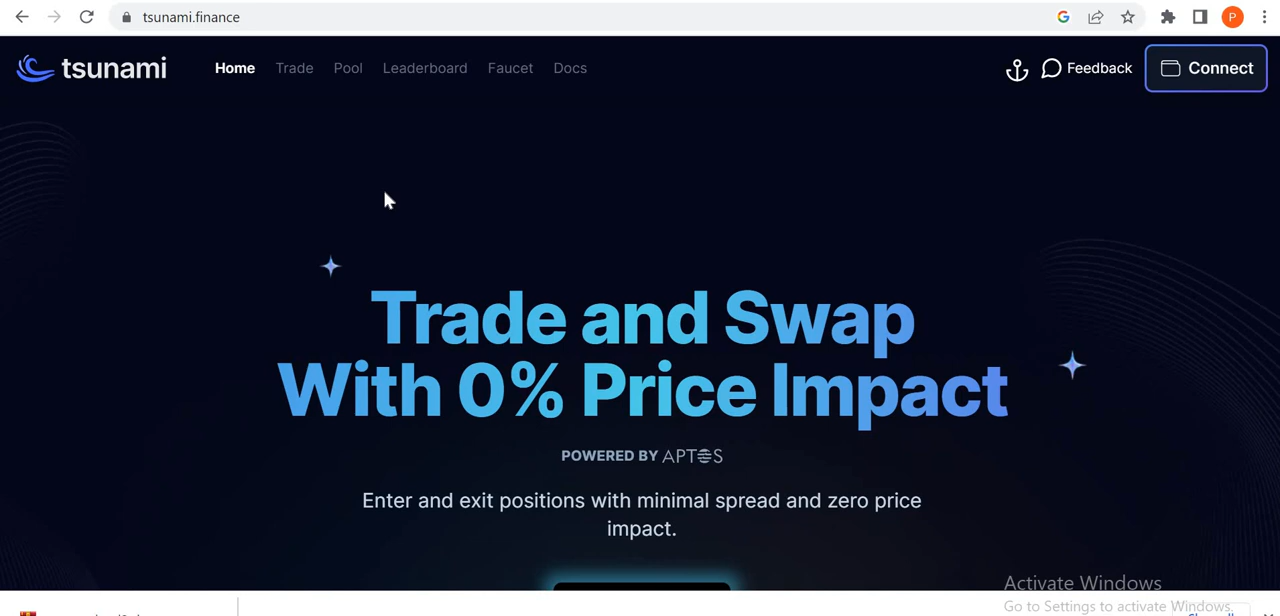 tsunami.finance
P
tsunami
Home Trade Pool Leaderboard Faucet Docs
Feedback
Connect
Trade and Swap
With 0% Price Impact
POWERED BY APTOS
Enter and exit positions with minimal spread and zero price
impact.
Activate Windows
Go to Settings to activate Windows.